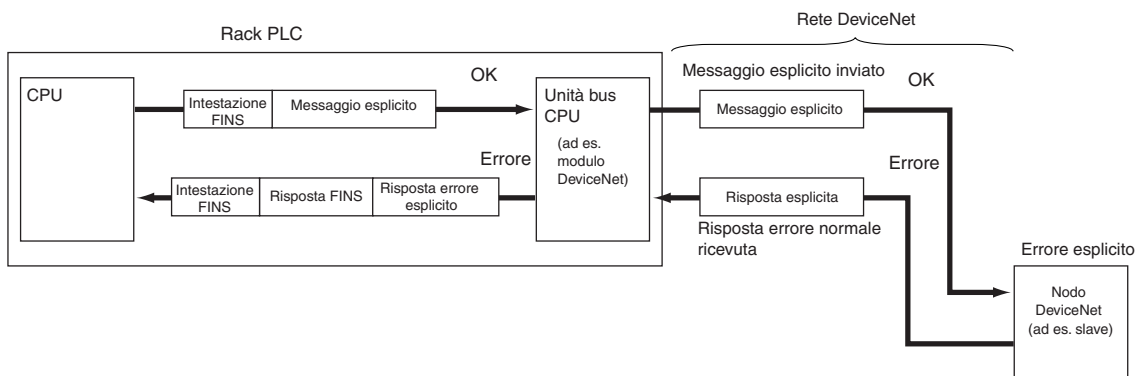 Rete DeviceNet
Rack PLC
CPU
OK
Intestazione
FINS
Messaggio esplicito
Unità bus
CPU
(ad es.
modulo
DeviceNet)
Messaggio esplicito inviato
OK
Messaggio esplicito
Errore
Errore
Intestazione
FINS
Risposta FINS
Risposta errore
esplicito
Risposta esplicita
Risposta errore normale
ricevuta
Errore esplicito
Nodo
DeviceNet
(ad es. slave)